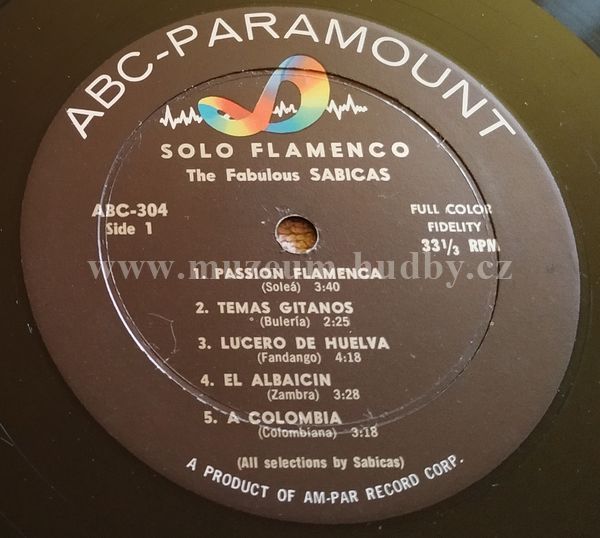 ABC-PARAMOUNT
SOLO FLAMENCO
The Fabulous SABICAS
ABC-304
Side 1
FULL COLOR
FIDELITY
33 1/3 RPM
www.muzeum-hudby.cz
1. PASSION FLAMENCA
(Soleá) 3:40
2. TEMAS GITANOS
(Bulería) 2:25
3. LUCERO DE HUELVA
(Fandango) 4:18
4. EL ALBAICIN
(Zambra) 3:28
5. A COLOMBIA
(Colombiana) 3:18
(All selections by Sabicas)
A PRODUCT OF AM-PAR RECORD CORP.